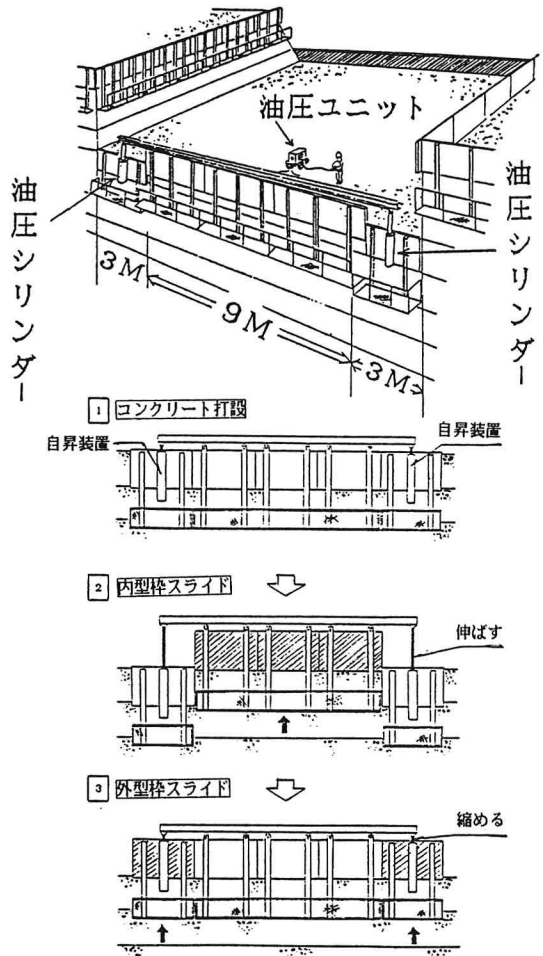 油圧ユニット
油圧シリンダー
油圧シリンダー
3M
9M
3M
1 コンクリート打設
自昇装置
自昇装置
2 内型枠スライド
伸ばす
3 外型枠スライド
縮める